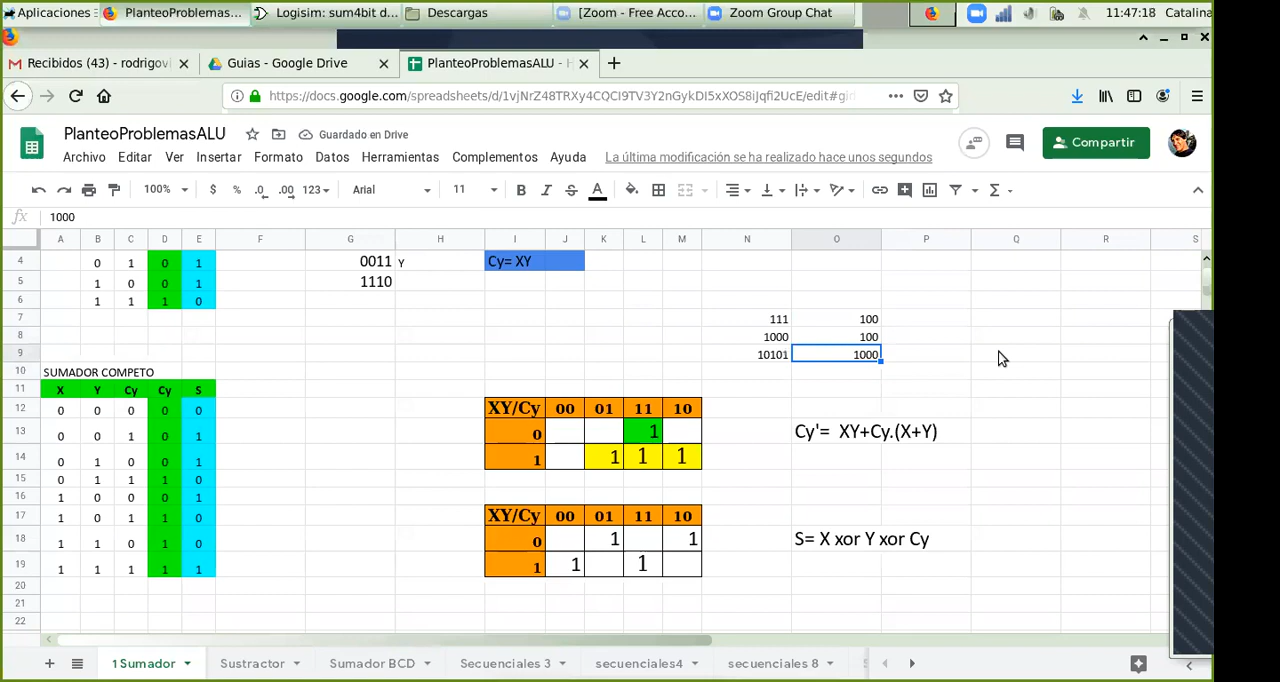 Aplicaciones
PlanteoProblemas...
Logisim: sum4bit d...
Descargas
[Zoom - Free Acco...
Zoom Group Chat
11:47:18
Catalina
Recibidos (43) - rodrigovi
Guias - Google Drive
PlanteoProblemasALU - H
https://docs.google.com/spreadsheets/d/1vjNrZ48TRXy4CQCI9TV3Y2nGykDI5xXOS8iJqfi2UcE/edit#gi
PlanteoProblemasALU
Guardado en Drive
Compartir
Archivo Editar Ver Insertar Formato Datos Herramientas Complementos Ayuda La última modificación se ha realizado hace unos segundos
100% $ % .0 .00 123 Arial 11 B I S A
fx 1000
A B C D E F G H I J K L M N O P Q R S
4 0 1 0 1 0011 Y Cy= XY
5 1 0 0 1 1110
6 1 1 1 0
7 111 100
8 1000 100
9 10101 1000
10 SUMADOR COMPETO
11 X Y Cy Cy S
12 0 0 0 0 0 XY/Cy 00 01 11 10
13 0 0 1 0 1 0 1 Cy'= XY+Cy.(X+Y)
14 0 1 0 0 1 1 1 1 1
15 0 1 1 1 0
16 1 0 0 0 1
17 1 0 1 1 0 XY/Cy 00 01 11 10
18 1 1 0 1 0 0 1 1 S= X xor Y xor Cy
19 1 1 1 1 1 1 1 1
20
21
22
1 Sumador Sustractor Sumador BCD Secuenciales 3 secuenciales4 secuenciales 8